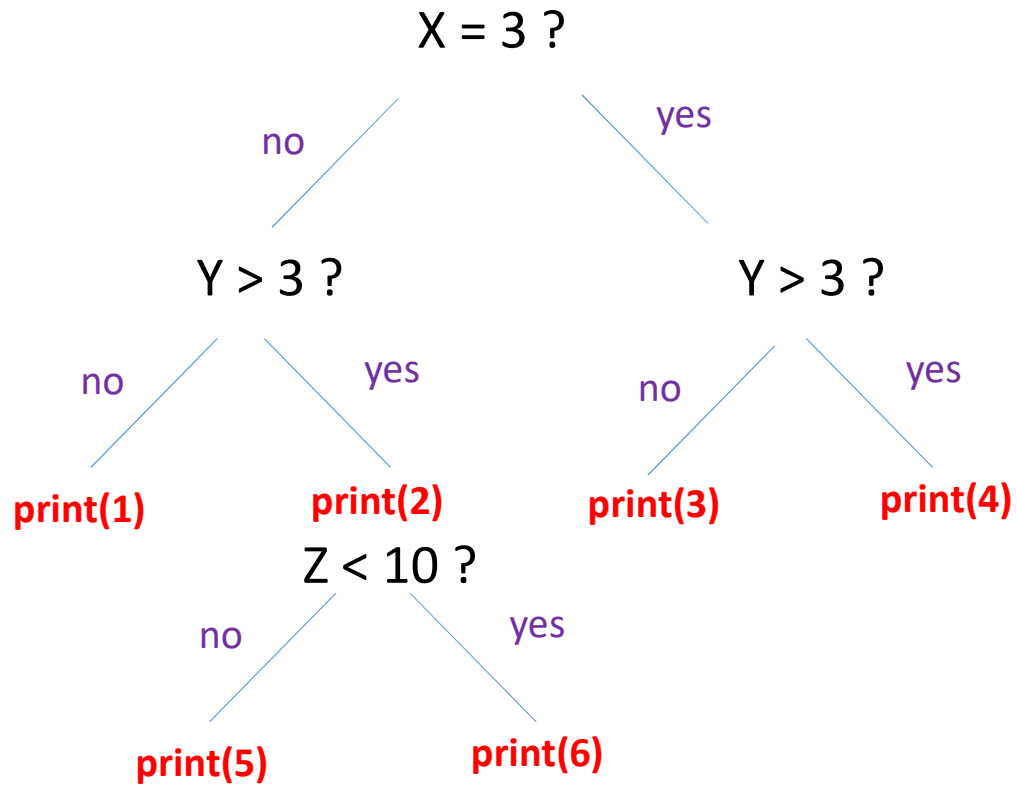 X = 3 ?
no
yes
Y > 3 ?
Y > 3 ?
no
yes
no
yes
print(1)
print(2)
print(3)
print(4)
Z < 10 ?
no
yes
print(5)
print(6)